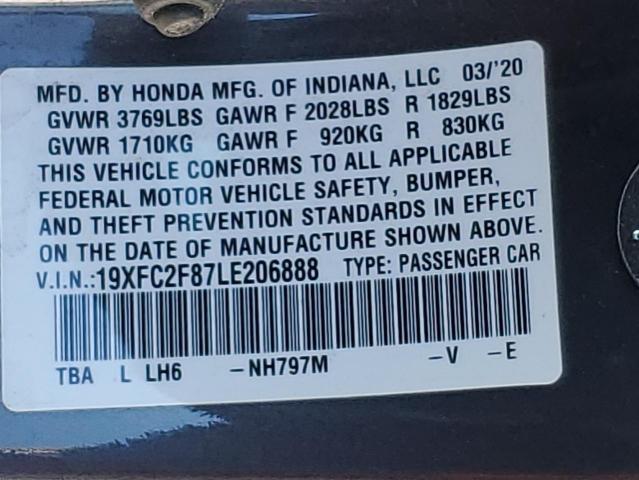 MFD. BY HONDA MFG. OF INDIANA, LLC 03/'20
GVWR 3769LBS GAWR F 2028LBS R 1829LBS
GVWR 1710KG GAWR F 920KG R 830KG
THIS VEHICLE CONFORMS TO ALL APPLICABLE
FEDERAL MOTOR VEHICLE SAFETY, BUMPER,
AND THEFT PREVENTION STANDARDS IN EFFECT
ON THE DATE OF MANUFACTURE SHOWN ABOVE.
V.I.N.:19XFC2F87LE206888 TYPE: PASSENGER CAR
TBA L LH6 -NH797M -V -E